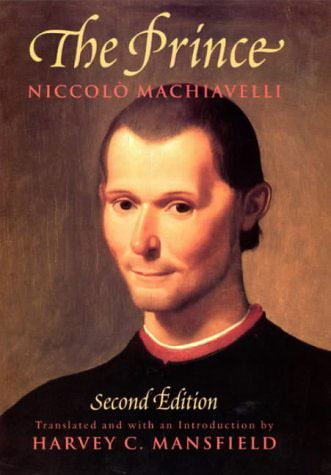 The Prince
NICCOLÒ MACHIAVELLI
Second Edition
Translated and with an Introduction by
HARVEY C. MANSFIELD